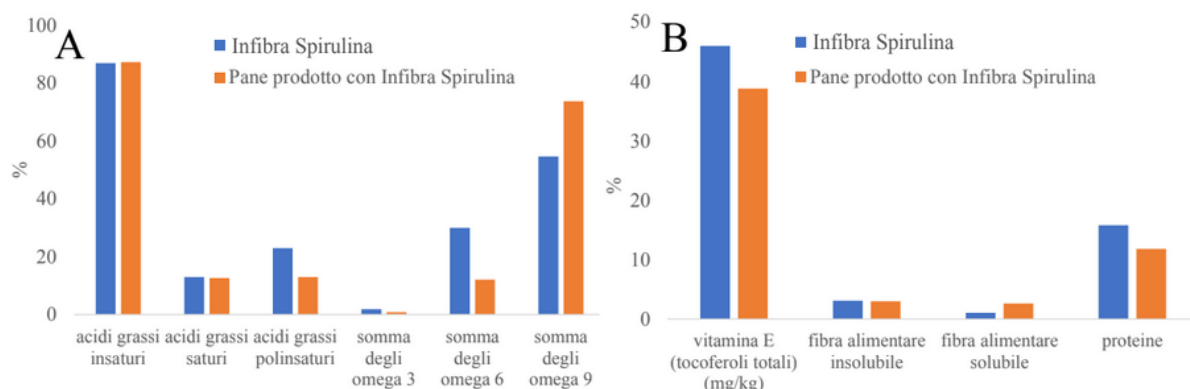 A
Infibra Spirulina
Pane prodotto con Infibra Spirulina
100
80
60
40
20
0
%
acidi grassi
insaturi
acidi grassi
saturi
acidi grassi
polinsaturi
somma
degli
omega 3
somma
degli
omega 6
somma
degli
omega 9
B
Infibra Spirulina
Pane prodotto con Infibra Spirulina
50
40
30
20
10
0
%
vitamina E
(tocoferoli totali)
(mg/kg)
fibra alimentare
insolubile
fibra alimentare
solubile
proteine